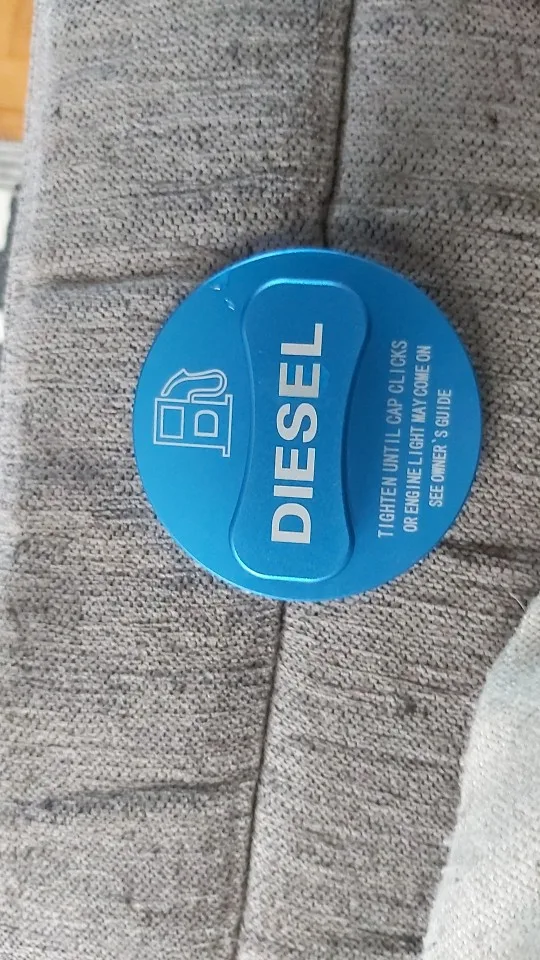 DIESEL
TIGHTEN UNTIL CAP CLICKS
OR ENGINE LIGHT MAY COME ON
SEE OWNER`S GUIDE